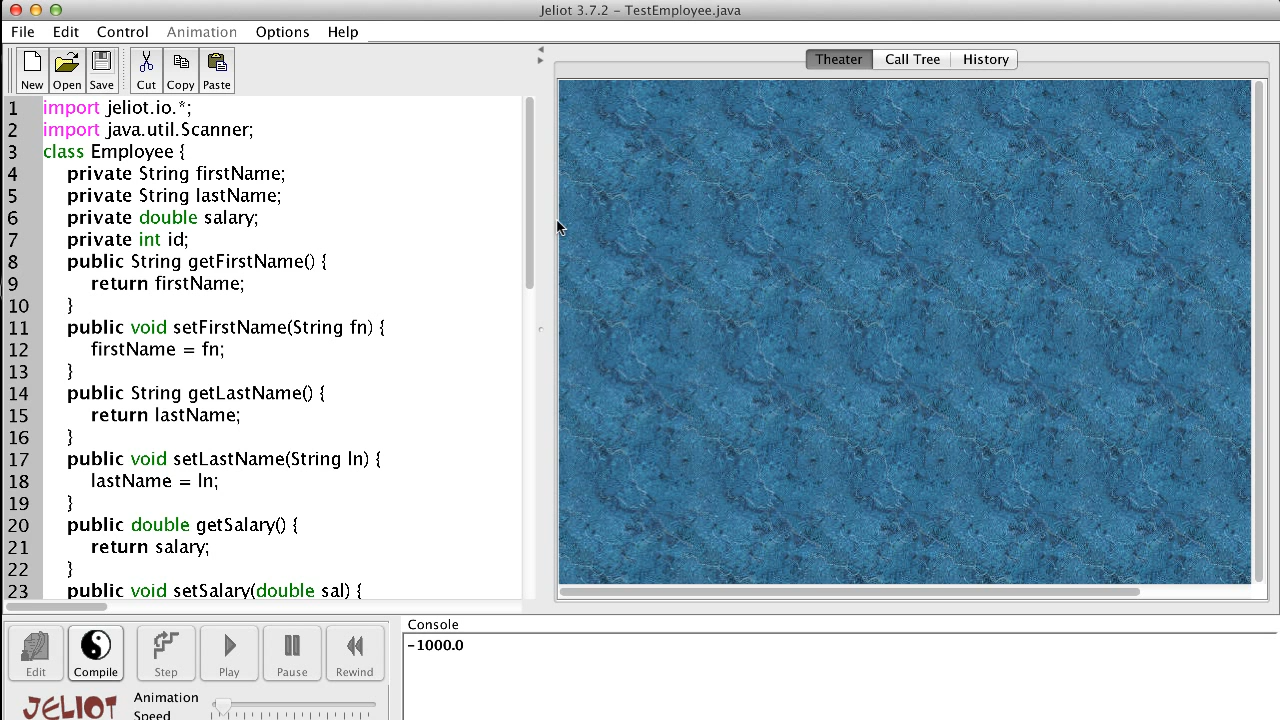 Jeliot 3.7.2 - TestEmployee.java
File Edit Control Animation Options Help
New Open Save Cut Copy Paste
Theater Call Tree History
1 import jeliot.io.*;
2 import java.util.Scanner;
3 class Employee {
4 private String firstName;
5 private String lastName;
6 private double salary;
7 private int id;
8 public String getFirstName() {
9 return firstName;
10 }
11 public void setFirstName(String fn) {
12 firstName = fn;
13 }
14 public String getLastName() {
15 return lastName;
16 }
17 public void setLastName(String ln) {
18 lastName = ln;
19 }
20 public double getSalary() {
21 return salary;
22 }
23 public void setSalary(double sal) {
Edit Compile Step Play Pause Rewind
JELIOT
Animation
Speed
Console
-1000.0